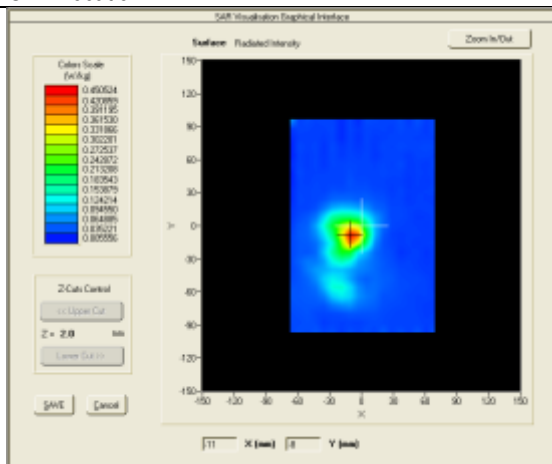 SAR Visualisation Graphical Interface
Surface Radiated Intensity
Zoom In/Out
Colors Scale
(W/kg)
0.450524
0.420859
0.391195
0.361530
0.331866
0.302201
0.272537
0.242872
0.213208
0.183543
0.153879
0.124214
0.094550
0.064885
0.035221
0.005556
150
120
90
60
30
0
-30
-60
-90
-120
-150
Y
-150 -120 -90 -60 -30 0 30 60 90 120 150
X
Z-Cuts Control
<< Upper Cut
Z = 2.0 mm
Lower Cut >>
SAVE Cancel
-11 X (mm) -8 Y (mm)